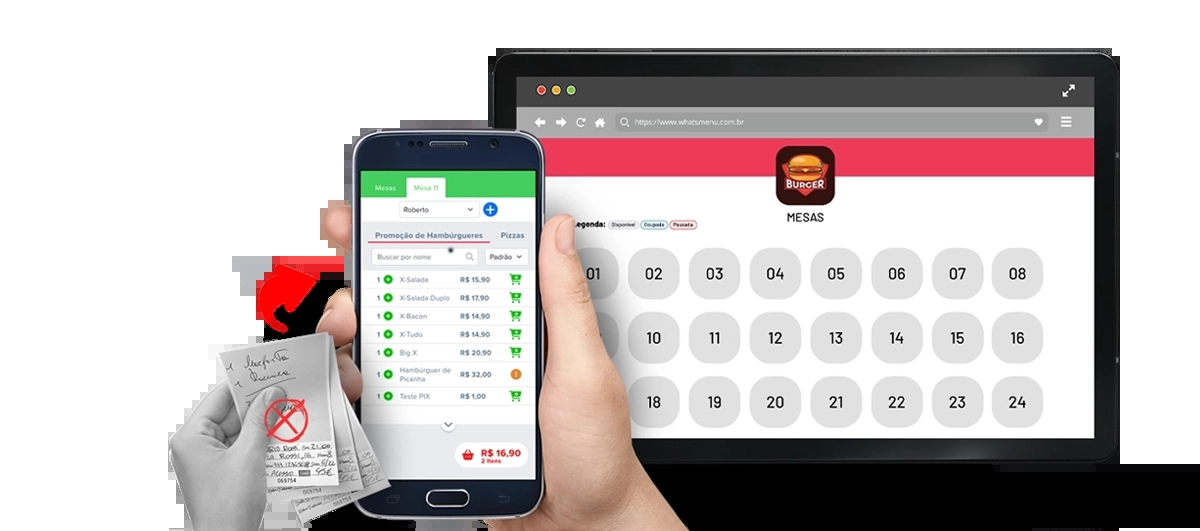 https://www.whatsmenu.com.br
BURGER
MESAS
Legenda: Disponível Ocupada Pausada
01 02 03 04 05 06 07 08
10 11 12 13 14 15 16
18 19 20 21 22 23 24
Mesas Mesa 11
Roberto
Promoção de Hambúrgueres Pizzas
Buscar por nome Padrão
1 X-Salada R$ 15,90
1 X-Salada Duplo R$ 17,90
1 X-Bacon R$ 14,90
1 X-Tudo R$ 14,90
1 Big X R$ 20,90
1 Hambúrguer de
Picanha R$ 32,00
1 Teste PIX R$ 1,00
R$ 16,90
2 Itens
069754